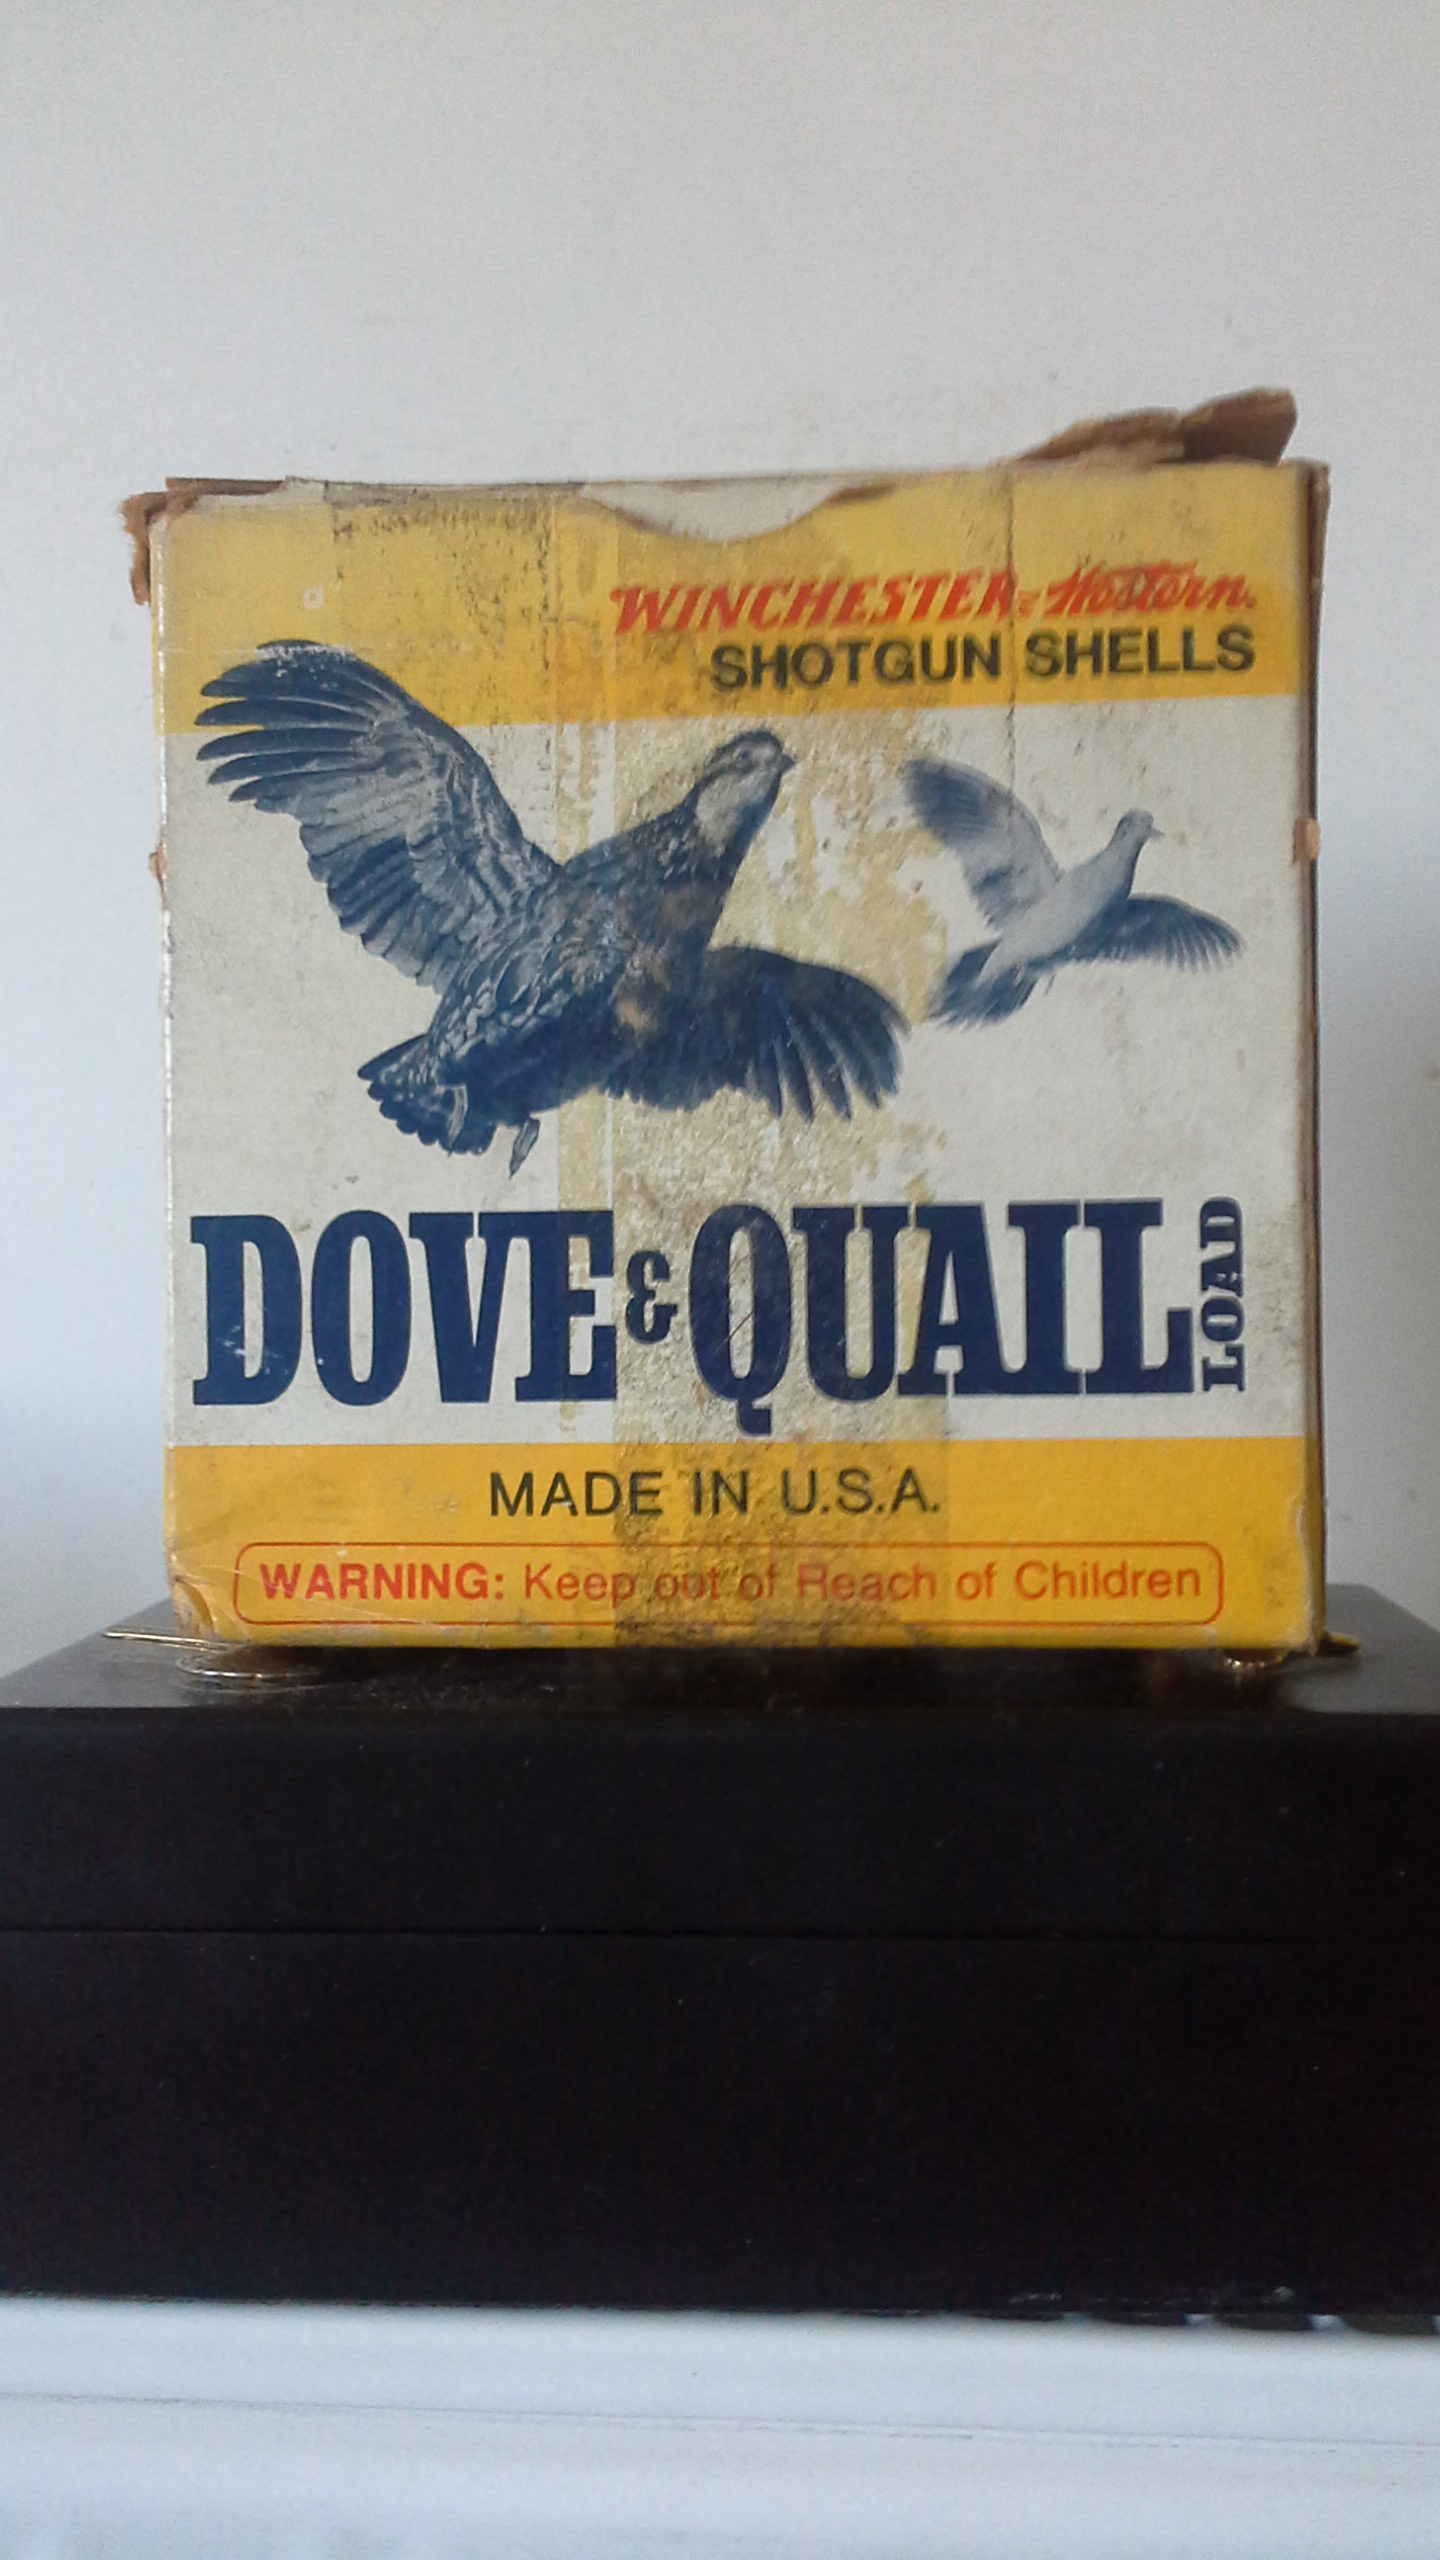 WINCHESTER-Western.
SHOTGUN SHELLS
DOVE & QUAIL LOAD
MADE IN U.S.A.
WARNING: Keep out of Reach of Children